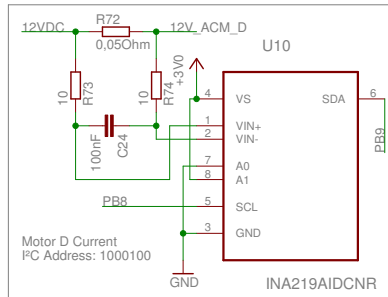 R72
12VDC
12V_ACM_D
0,05Ohm
U10
+3V0
10
R73
10
R74
100nF
C24
4
VS
SDA
6
1
VIN+
2
VIN-
7
A0
8
A1
PB9
PB8
5
SCL
3
GND
Motor D Current
I²C Address: 1000100
GND
INA219AIDCNR